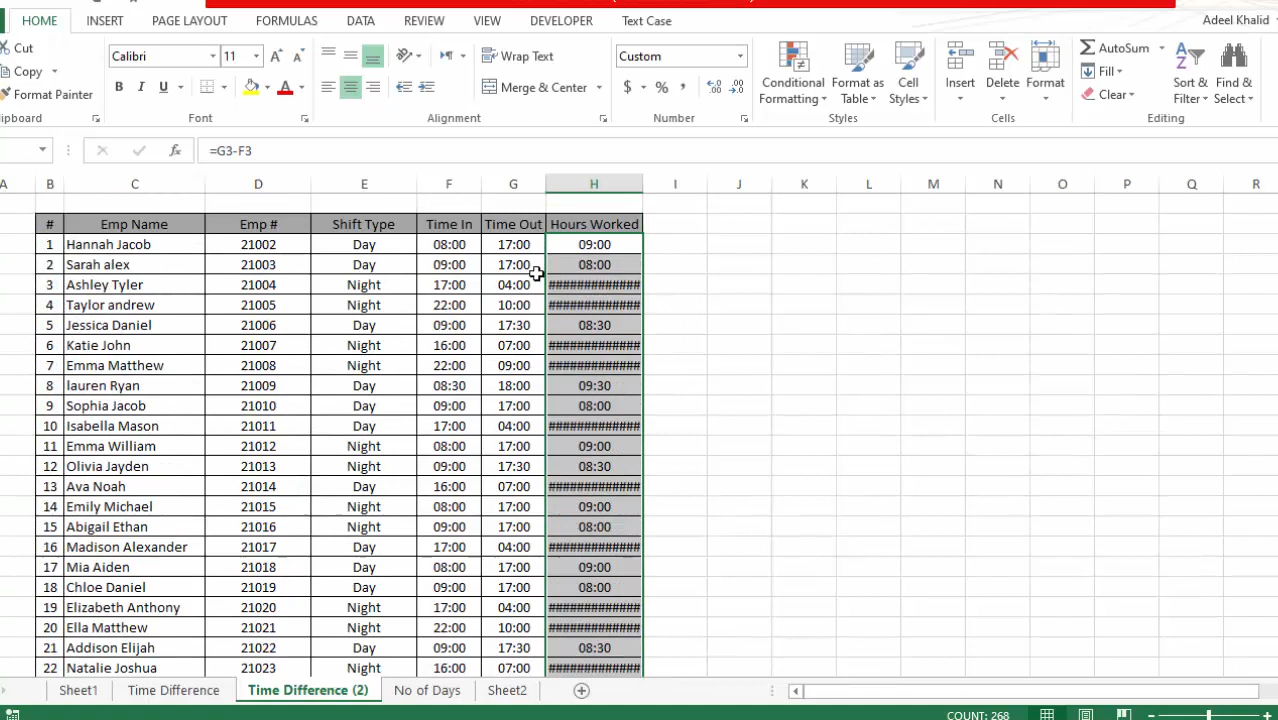 HOME INSERT PAGE LAYOUT FORMULAS DATA REVIEW VIEW DEVELOPER Text Case Adeel Khalid
Cut Calibri 11 A A Wrap Text Custom AutoSum
Copy Fill
Format Painter B I U A Merge & Center $ % , Conditional Formatting Format as Table Cell Styles Insert Delete Format Clear Sort & Filter Find & Select
lipboard Font Alignment Number Styles Cells Editing
fx =G3-F3
A B C D E F G H I J K L M N O P Q R
# Emp Name Emp # Shift Type Time In Time Out Hours Worked
1 Hannah Jacob 21002 Day 08:00 17:00 09:00
2 Sarah alex 21003 Day 09:00 17:00 08:00
3 Ashley Tyler 21004 Night 17:00 04:00 #############
4 Taylor andrew 21005 Night 22:00 10:00 #############
5 Jessica Daniel 21006 Day 09:00 17:30 08:30
6 Katie John 21007 Night 16:00 07:00 #############
7 Emma Matthew 21008 Night 22:00 09:00 #############
8 lauren Ryan 21009 Day 08:30 18:00 09:30
9 Sophia Jacob 21010 Day 09:00 17:00 08:00
10 Isabella Mason 21011 Day 17:00 04:00 #############
11 Emma William 21012 Night 08:00 17:00 09:00
12 Olivia Jayden 21013 Night 09:00 17:30 08:30
13 Ava Noah 21014 Day 16:00 07:00 #############
14 Emily Michael 21015 Night 08:00 17:00 09:00
15 Abigail Ethan 21016 Night 09:00 17:00 08:00
16 Madison Alexander 21017 Day 17:00 04:00 #############
17 Mia Aiden 21018 Day 08:00 17:00 09:00
18 Chloe Daniel 21019 Day 09:00 17:00 08:00
19 Elizabeth Anthony 21020 Night 17:00 04:00 #############
20 Ella Matthew 21021 Night 22:00 10:00 #############
21 Addison Elijah 21022 Day 09:00 17:30 08:30
22 Natalie Joshua 21023 Night 16:00 07:00 #############
Sheet1 Time Difference Time Difference (2) No of Days Sheet2
COUNT: 268